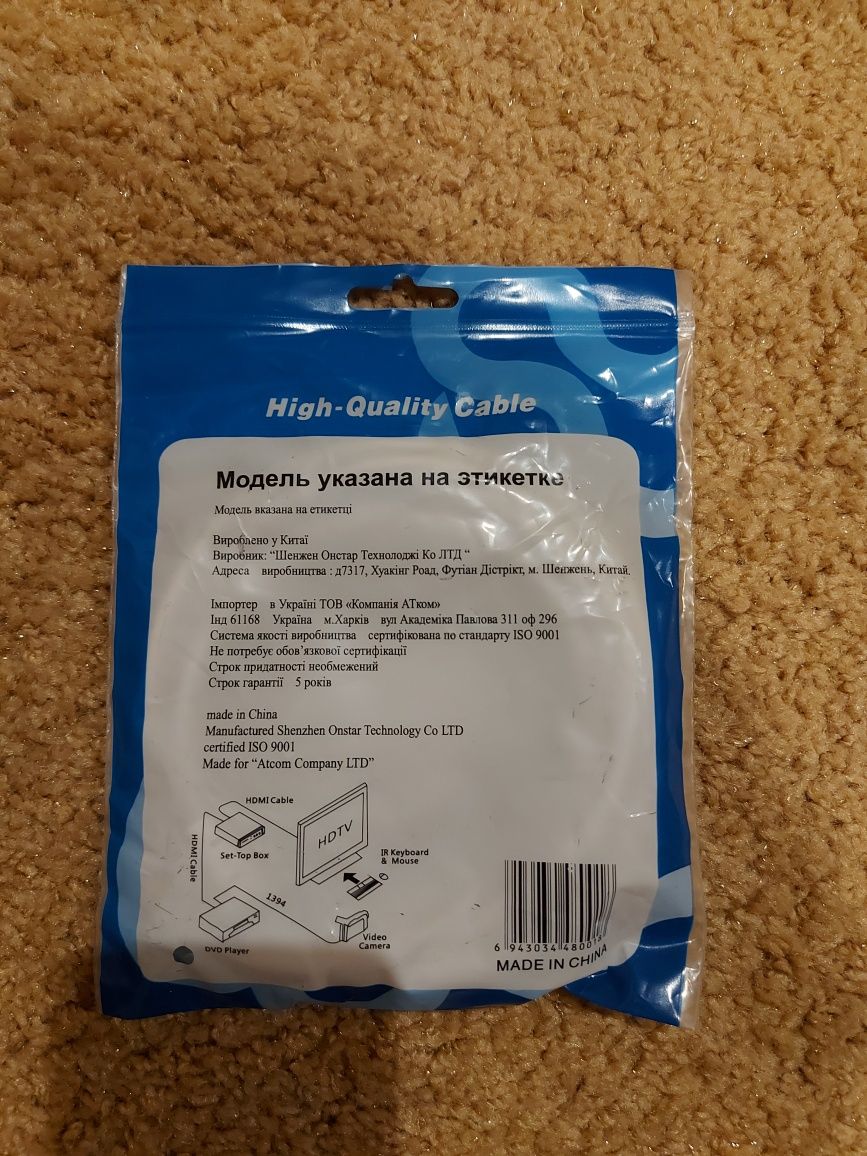 High-Quality Cable
Модель указана на этикетке
Модель вказана на етикетці
Вироблено у Китаї
Виробник: “Шенжен Онстар Технолоджі Ко ЛТД “
Адреса виробництва : д7317, Хуакінг Роад, Футіан Дістрікт, м. Шенжень, Китай.
Імпортер в Україні ТОВ «Компанія АТком»
Інд 61168 Україна м.Харків вул Академіка Павлова 311 оф 296
Система якості виробництва сертифікована по стандарту ISO 9001
Не потребує обов’язкової сертифікації
Строк придатності необмежений
Строк гарантії 5 років
made in China
Manufactured Shenzhen Onstar Technology Co LTD
certified ISO 9001
Made for “Atcom Company LTD”
HDMI Cable
HDTV
Set-Top Box
HDMI Cable
IR Keyboard
& Mouse
1394
DVD Player
Video
Camera
6 943034 48001
MADE IN CHINA